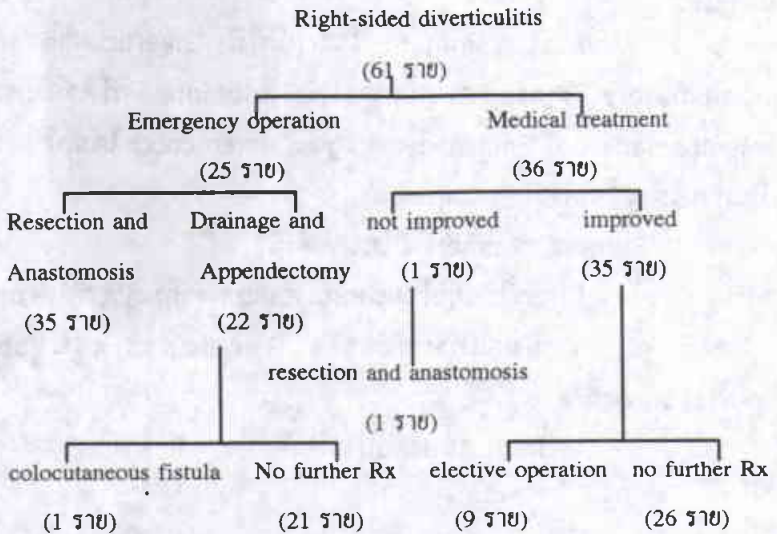 Right-sided diverticulitis
(61 ราย)
Emergency operation Medical treatment
(25 ราย) (36 ราย)
Resection and Drainage and not improved improved
Anastomosis Appendectomy (1 ราย) (35 ราย)
(35 ราย) (22 ราย)
resection and anastomosis
(1 ราย)
colocutaneous fistula No further Rx elective operation no further Rx
(1 ราย) (21 ราย) (9 ราย) (26 ราย)